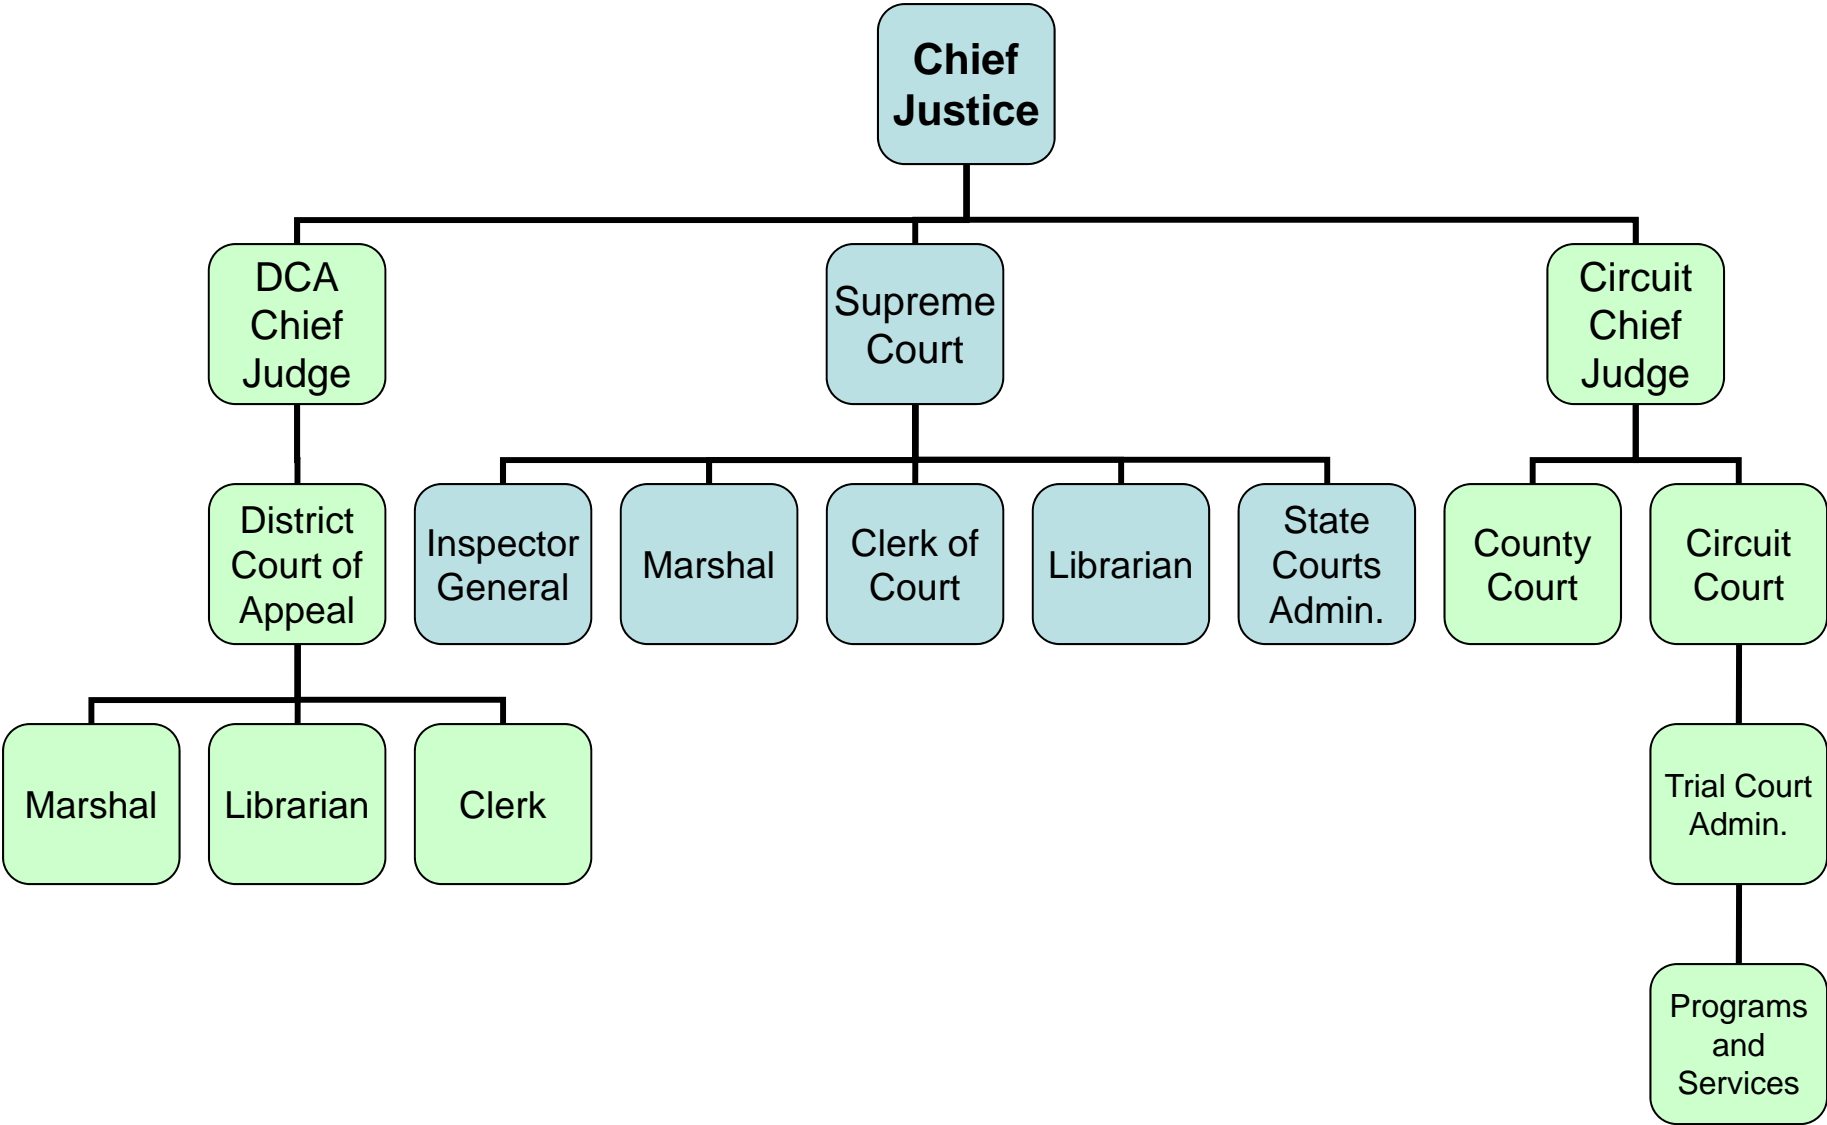 Chief
Justice
DCA
Chief
Judge
Supreme
Court
Circuit
Chief
Judge
District
Court of
Appeal
Inspector
General
Marshal
Clerk of
Court
Librarian
State
Courts
Admin.
County
Court
Circuit
Court
Marshal
Librarian
Clerk
Trial Court
Admin.
Programs
and
Services